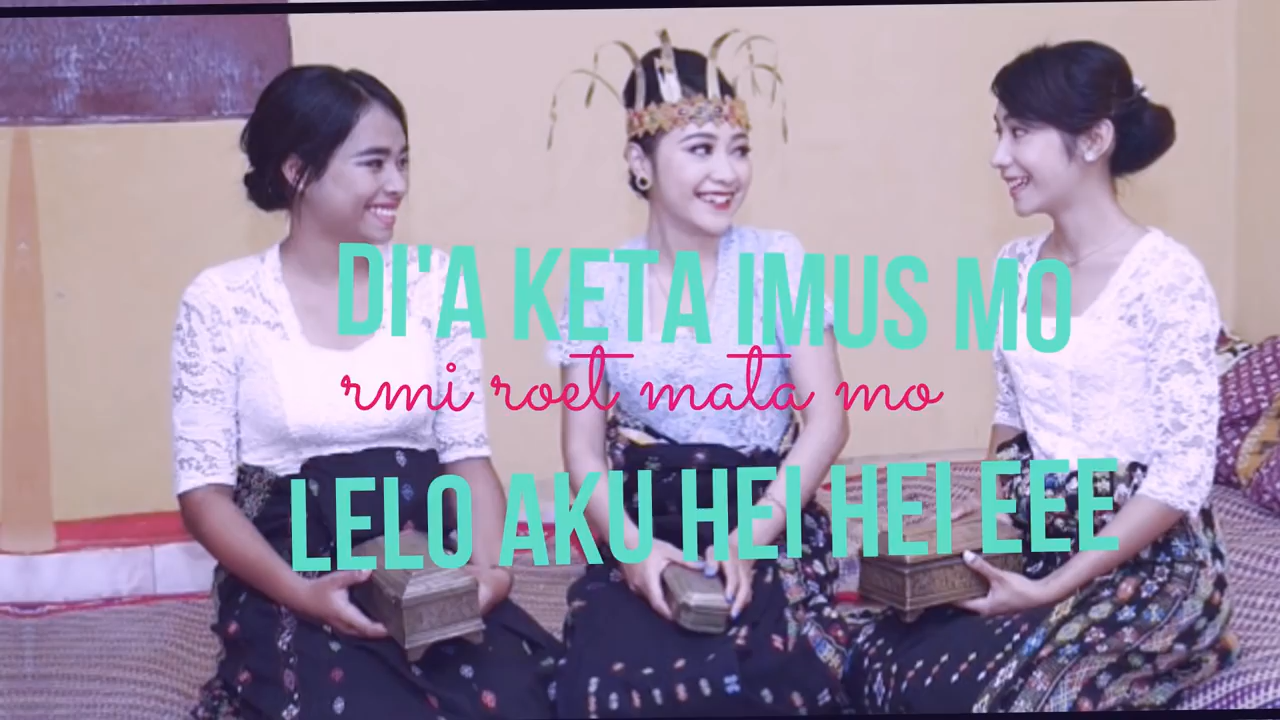 DI'A KETA IMUS MO
rmi roet mata mo
LELO AKU HEI HEI EEE